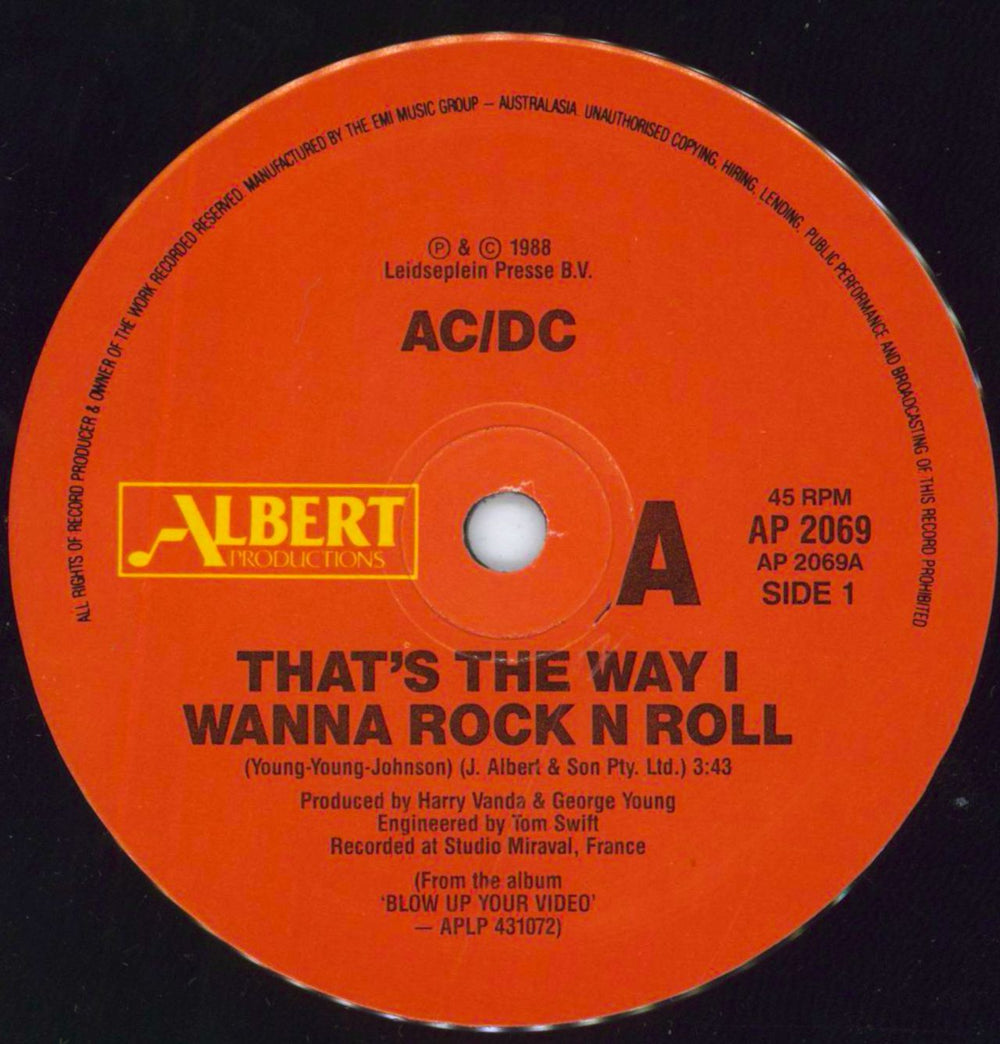 ALL RIGHTS OF RECORD PRODUCER & OWNER OF THE WORK RECORDED RESERVED. MANUFACTURED BY THE EMI MUSIC GROUP – AUSTRALASIA. UNAUTHORISED COPYING, HIRING, LENDING, PUBLIC PERFORMANCE AND BROADCASTING OF THIS RECORD PROHIBITED
Ⓟ & © 1988
Leidseplein Presse B.V.
AC/DC
ALBERT
PRODUCTIONS
A
45 RPM
AP 2069
AP 2069A
SIDE 1
THAT'S THE WAY I
WANNA ROCK N ROLL
(Young-Young-Johnson) (J. Albert & Son Pty. Ltd.) 3:43
Produced by Harry Vanda & George Young
Engineered by Tom Swift
Recorded at Studio Miraval, France
(From the album
'BLOW UP YOUR VIDEO'
— APLP 431072)